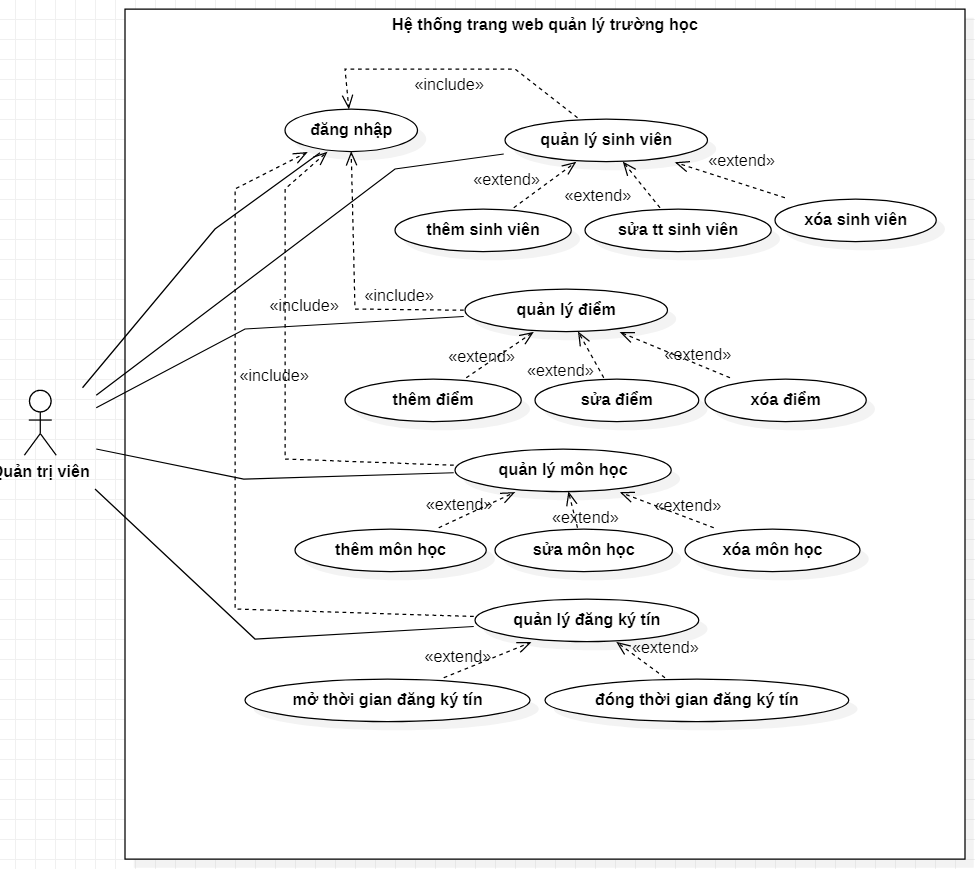 Hệ thống trang web quản lý trường học
«include»
đăng nhập
quản lý sinh viên
«extend»
«extend»
«extend»
thêm sinh viên
sửa tt sinh viên
xóa sinh viên
«include»
«include»
quản lý điểm
«extend»
«extend»
«extend»
«include»
thêm điểm
sửa điểm
xóa điểm
Quản trị viên
quản lý môn học
«extend»
«extend»
«extend»
thêm môn học
sửa môn học
xóa môn học
quản lý đăng ký tín
«extend»
«extend»
mở thời gian đăng ký tín
đóng thời gian đăng ký tín